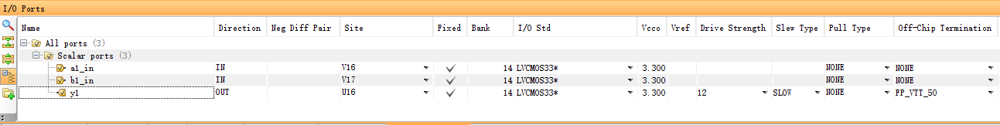 I/O Ports
Name Direction Neg Diff Pair Site Fixed Bank I/O Std Vcco Vref Drive Strength Slew Type Pull Type Off-Chip Termination
All ports (3)
Scalar ports (3)
a1_in IN V16 14 LVCMOS33* 3.300 NONE NONE
b1_in IN V17 14 LVCMOS33* 3.300 NONE NONE
y1 OUT U16 14 LVCMOS33* 3.300 12 SLOW NONE FP_VTT_50